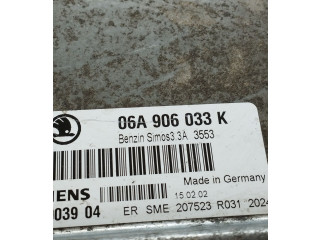 06A 906 033 K
Benzin Simos3.3A 3553
Made in Germany
ENS
15.02.02
039 04 ER SME 207523 R031 2024